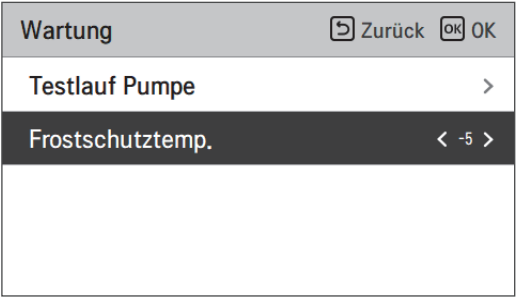 Wartung Zurück OK OK
Testlauf Pumpe >
Frostschutztemp. < -5 >